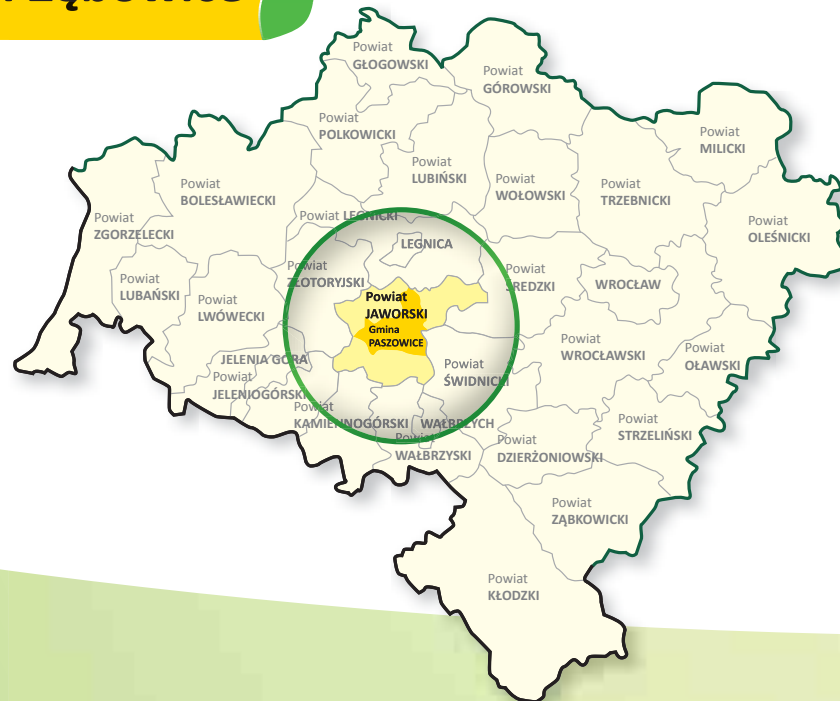 Powiat
GŁOGOWSKI
Powiat
GÓROWSKI
Powiat
POLKOWICKI
Powiat
MILICKI
Powiat
LUBIŃSKI
Powiat
WOŁOWSKI
Powiat
TRZEBNICKI
Powiat
BOLESŁAWIECKI
Powiat
ZGORZELECKI
Powiat LEGNICKI
Powiat
OLEŚNICKI
LEGNICA
Powiat
ZŁOTORYJSKI
Powiat
ŚREDZKI
WROCŁAW
Powiat
LUBAŃSKI
Powiat
LWÓWECKI
Powiat
JAWORSKI
Gmina
PASZOWICE
Powiat
WROCŁAWSKI
Powiat
OŁAWSKI
JELENIA GÓRA
Powiat
JELENIOGÓRSKI
Powiat
ŚWIDNICKI
Powiat
KAMIENNOGÓRSKI
WAŁBRZYCH
Powiat
WAŁBRZYSKI
Powiat
DZIERŻONIOWSKI
Powiat
STRZELIŃSKI
Powiat
ZĄBKOWICKI
Powiat
KŁODZKI